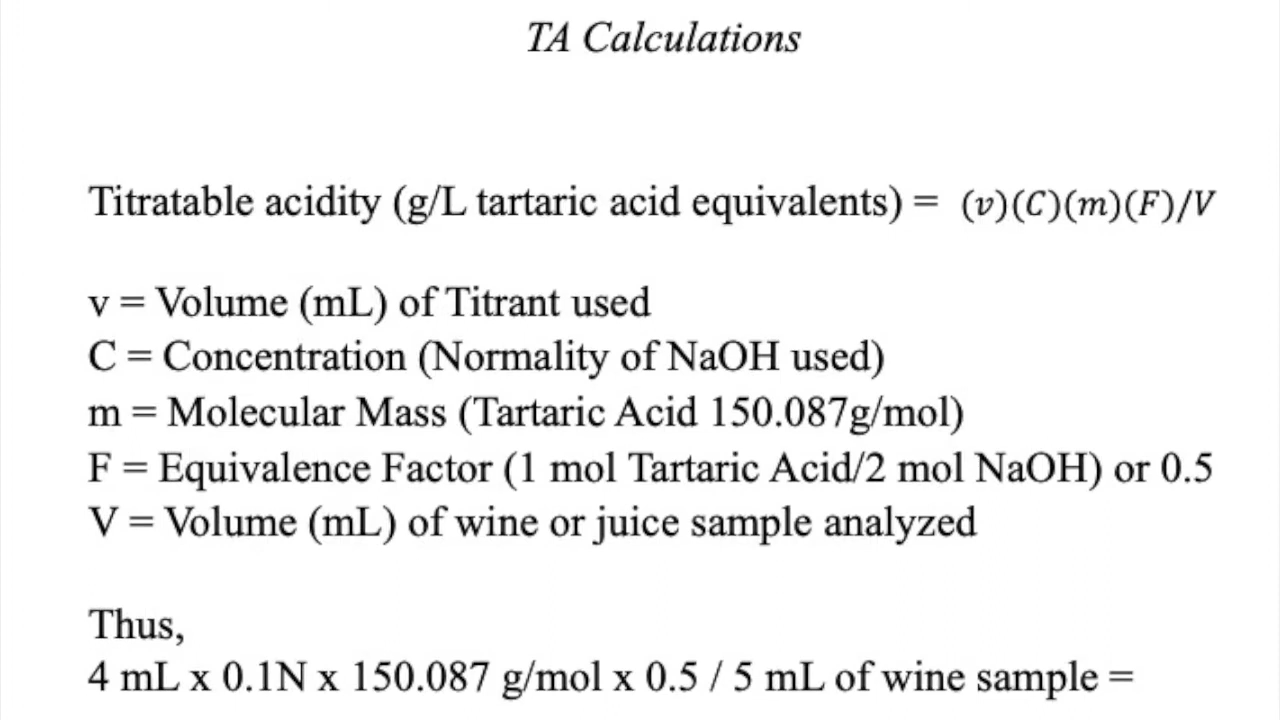 TA Calculations
Titratable acidity (g/L tartaric acid equivalents) = (v)(C)(m)(F)/V
v = Volume (mL) of Titrant used
C = Concentration (Normality of NaOH used)
m = Molecular Mass (Tartaric Acid 150.087g/mol)
F = Equivalence Factor (1 mol Tartaric Acid/2 mol NaOH) or 0.5
V = Volume (mL) of wine or juice sample analyzed
Thus,
4 mL x 0.1N x 150.087 g/mol x 0.5 / 5 mL of wine sample =